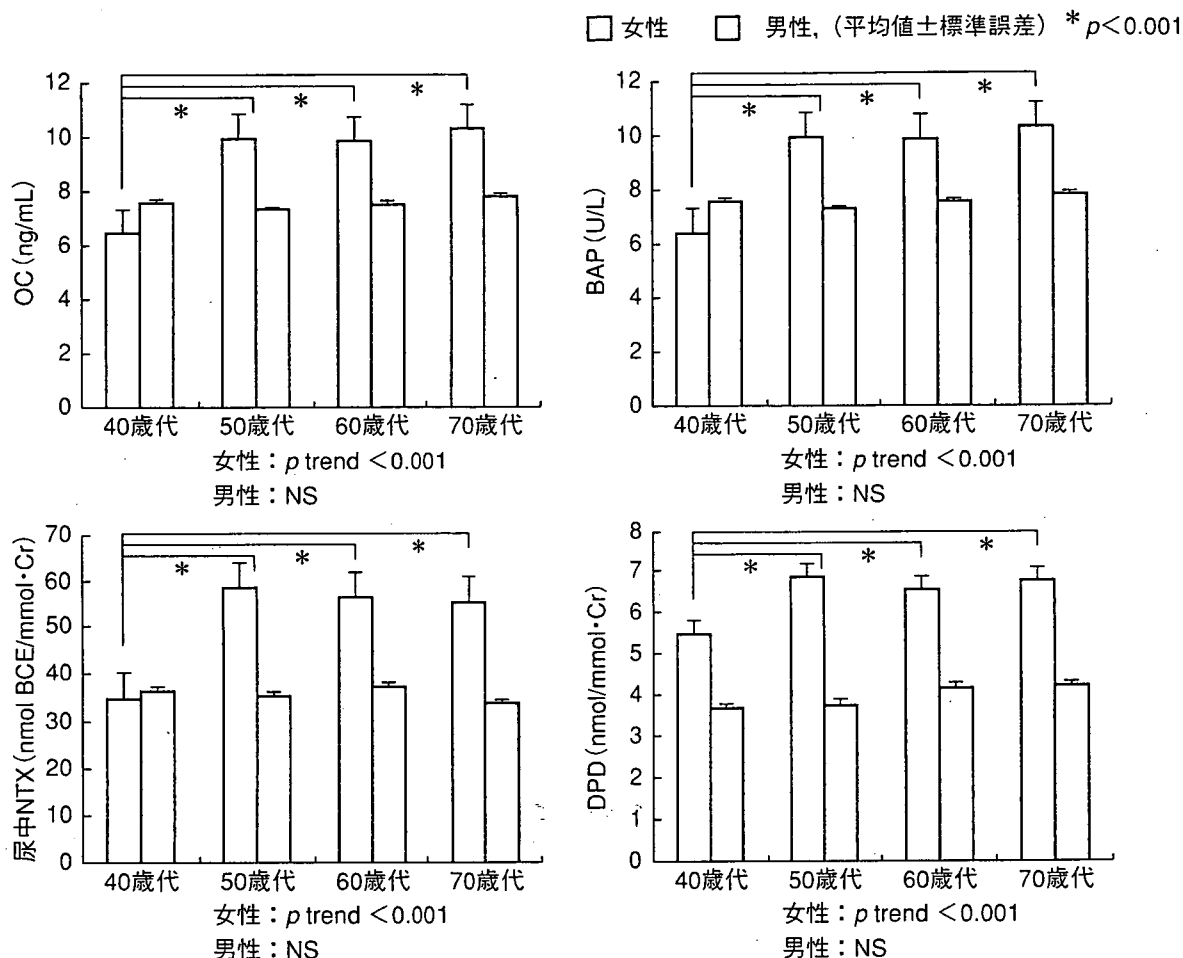 女性 男性, (平均値士標準誤差) * p<0.001
12
10
8
6
4
2
0
OC(ng/mL)
* * *
40歳代 50歳代 60歳代 70歳代
女性：p trend <0.001
男性：NS
12
10
8
6
4
2
0
BAP(U/L)
* * *
40歳代 50歳代 60歳代 70歳代
女性：p trend <0.001
男性：NS
70
60
50
40
30
20
10
0
尿中NTX(nmol BCE/mmol・Cr)
* * *
40歳代 50歳代 60歳代 70歳代
女性：p trend <0.001
男性：NS
8
7
6
5
4
3
2
1
0
DPD(nmol/mmol・Cr)
* * *
40歳代 50歳代 60歳代 70歳代
女性：p trend <0.001
男性：NS